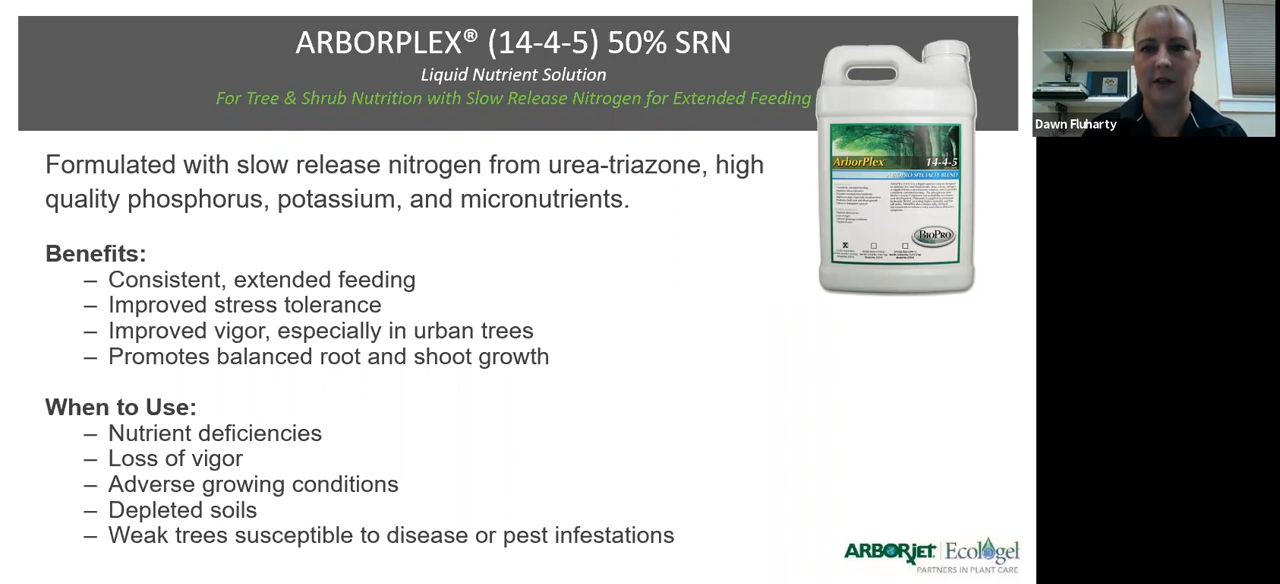 ARBORPLEX® (14-4-5) 50% SRN
Liquid Nutrient Solution
For Tree & Shrub Nutrition with Slow Release Nitrogen for Extended Feeding
Formulated with slow release nitrogen from urea-triazone, high
quality phosphorus, potassium, and micronutrients.
Benefits:
– Consistent, extended feeding
– Improved stress tolerance
– Improved vigor, especially in urban trees
– Promotes balanced root and shoot growth
When to Use:
– Nutrient deficiencies
– Loss of vigor
– Adverse growing conditions
– Depleted soils
– Weak trees susceptible to disease or pest infestations
ArborPlex 14-4-5
SPECIALTY BLEND
BIOPRO
ARBORJET Ecologel
PARTNERS IN PLANT CARE
Dawn Fluharty